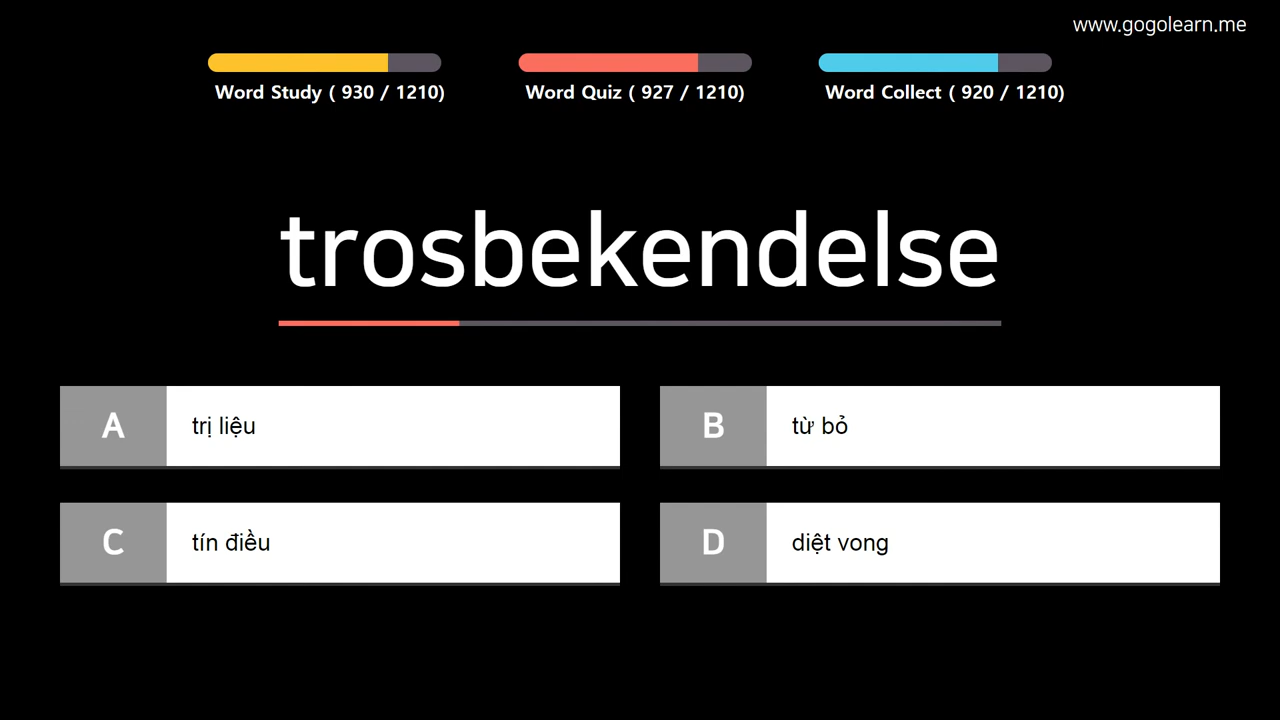 www.gogolearn.me
Word Study ( 930 / 1210)
Word Quiz ( 927 / 1210)
Word Collect ( 920 / 1210)
trosbekendelse
A trị liệu
B từ bỏ
C tín điều
D diệt vong